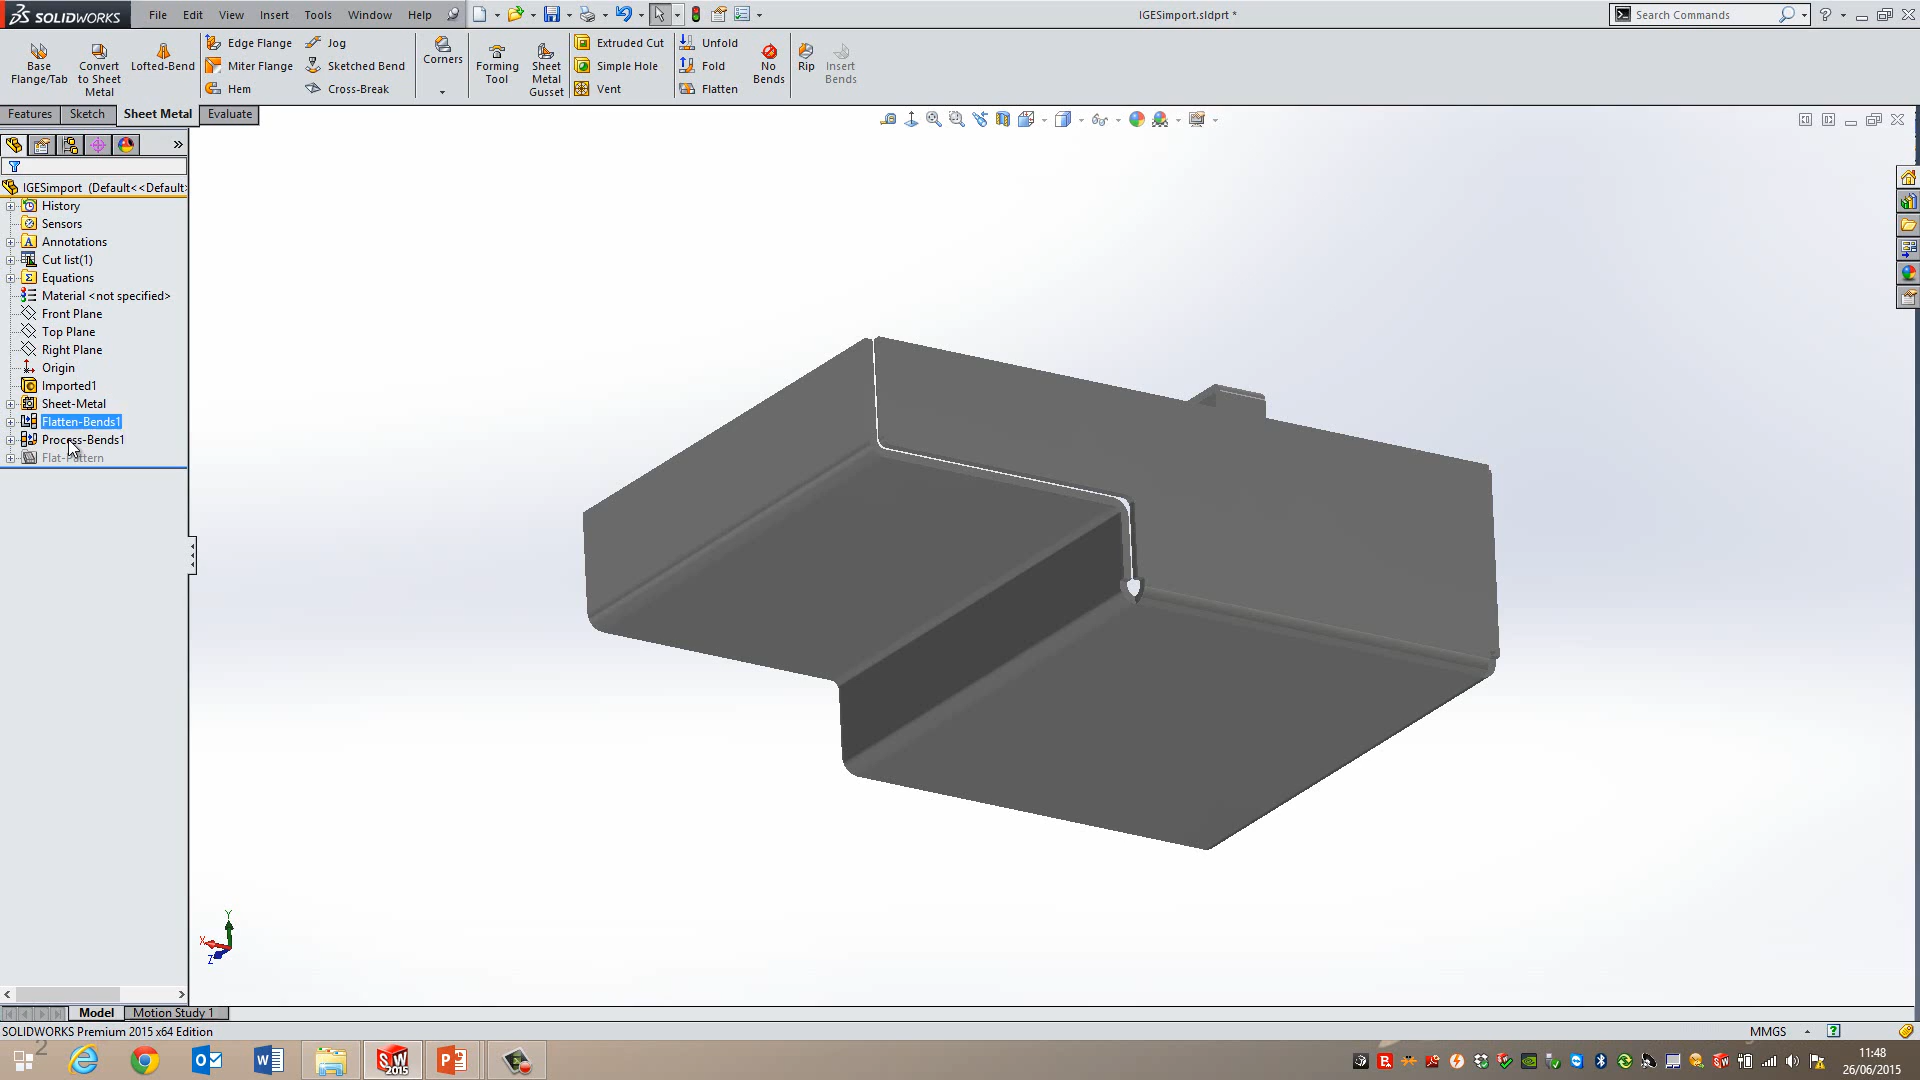 SOLIDWORKS File Edit View Insert Tools Window Help IGESimport.sldprt * Search Commands
Base Flange/Tab
Convert to Sheet Metal
Lofted-Bend
Edge Flange
Miter Flange
Hem
Jog
Sketched Bend
Cross-Break
Corners
Forming Tool
Sheet Metal Gusset
Extruded Cut
Simple Hole
Vent
Unfold
Fold
Flatten
No Bends
Rip
Insert Bends
Features Sketch Sheet Metal Evaluate
IGESimport (Default<<Default>
History
Sensors
Annotations
Cut list(1)
Equations
Material <not specified>
Front Plane
Top Plane
Right Plane
Origin
Imported1
Sheet-Metal
Flatten-Bends1
Process-Bends1
Flat-Pattern
Y
X
Z
Model Motion Study 1
SOLIDWORKS Premium 2015 x64 Edition MMGS
2
SW 2015
11:48
26/06/2015